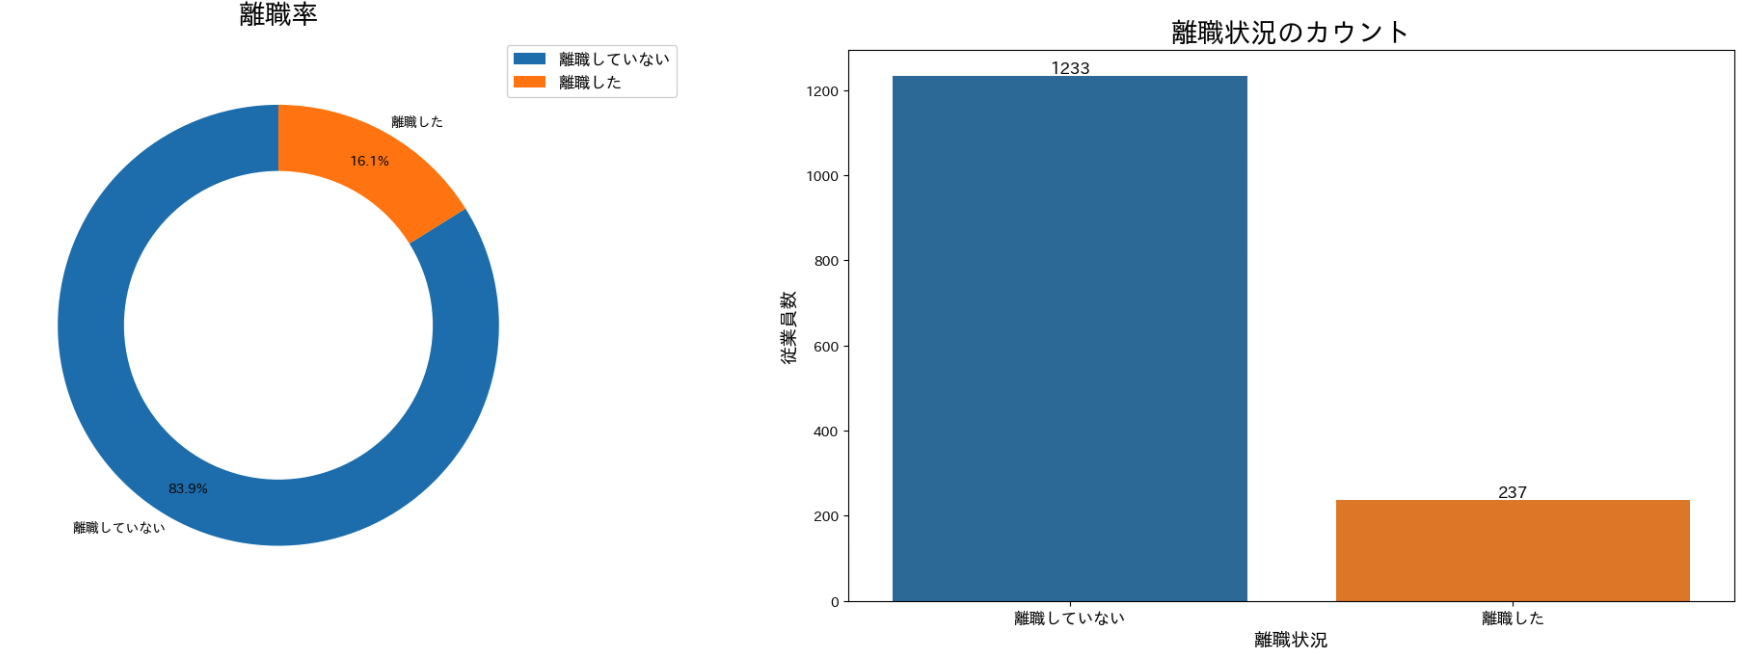 離職率
離職していない
離職した
離職した
16.1%
83.9%
離職していない
離職状況のカウント
1233
237
1200
1000
800
600
400
200
0
従業員数
離職していない
離職した
離職状況